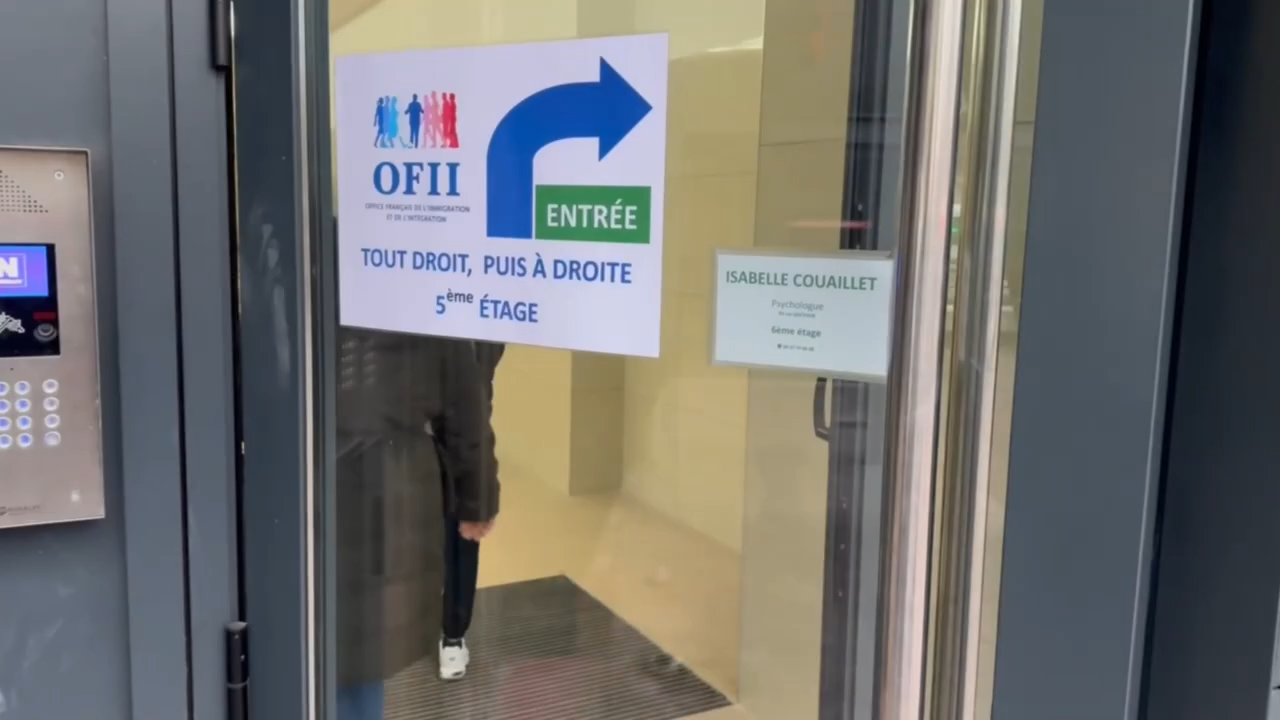 OFII
OFFICE FRANÇAIS DE L'IMMIGRATION
ET DE L'INTÉGRATION
ENTRÉE
TOUT DROIT, PUIS À DROITE
5ème ÉTAGE
ISABELLE COUAILLET
Psychologue
6ème étage
N